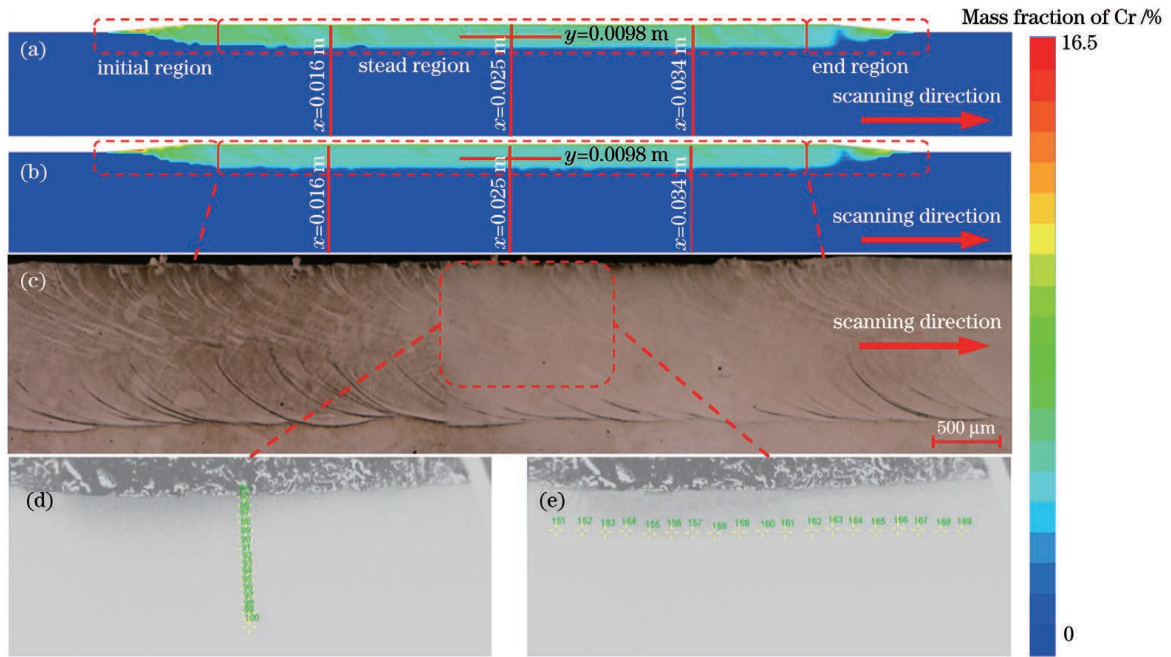 Mass fraction of Cr /%
16.5
0
(a)
initial region
x=0.016 m
stead region
x=0.025 m
y=0.0098 m
x=0.034 m
end region
scanning direction
(b)
x=0.016 m
x=0.025 m
y=0.0098 m
x=0.034 m
scanning direction
(c)
scanning direction
500 μm
(d)
100
(e)
151 152 153 154 155 156 157 158 159 160 161 162 163 164 165 166 167 168 169